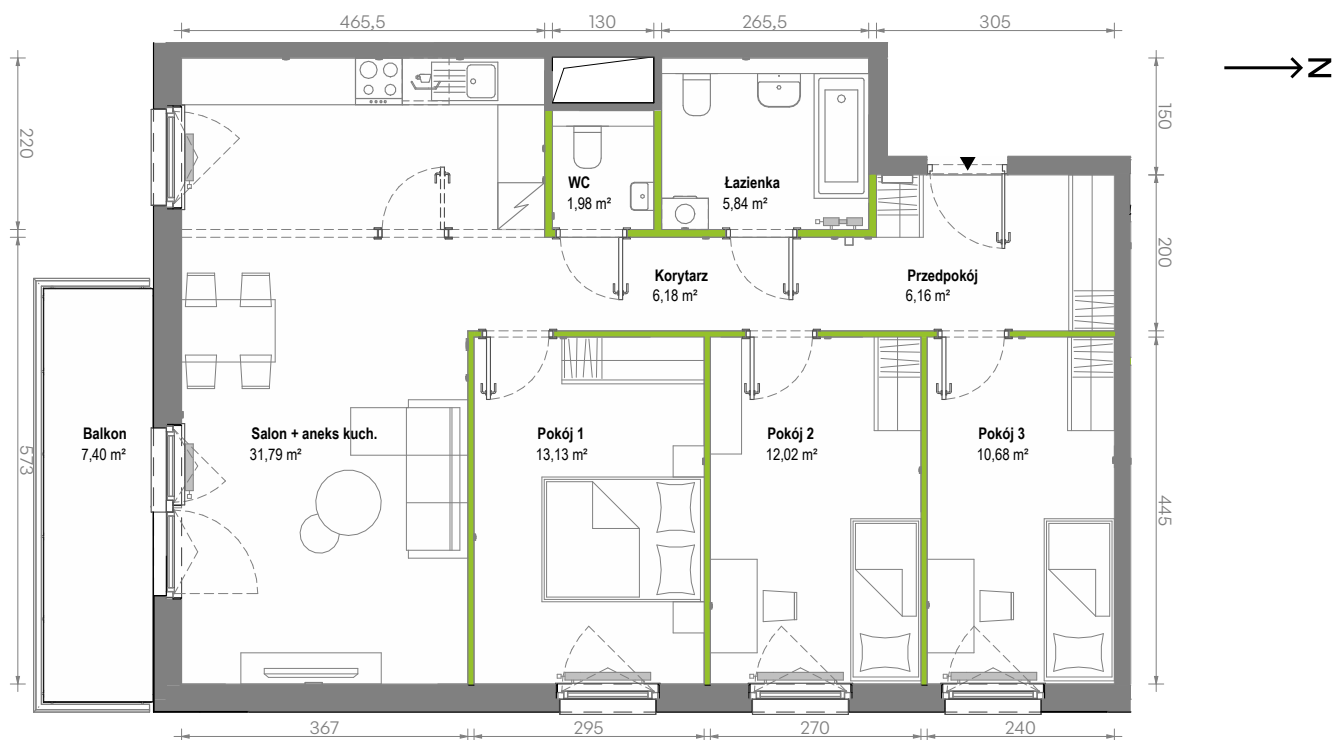 465,5
130
265,5
305
N
220
150
WC
1,98 m²
Łazienka
5,84 m²
200
Korytarz
6,18 m²
Przedpokój
6,16 m²
573
Balkon
7,40 m²
Salon + aneks kuch.
31,79 m²
Pokój 1
13,13 m²
Pokój 2
12,02 m²
Pokój 3
10,68 m²
445
367
295
270
240